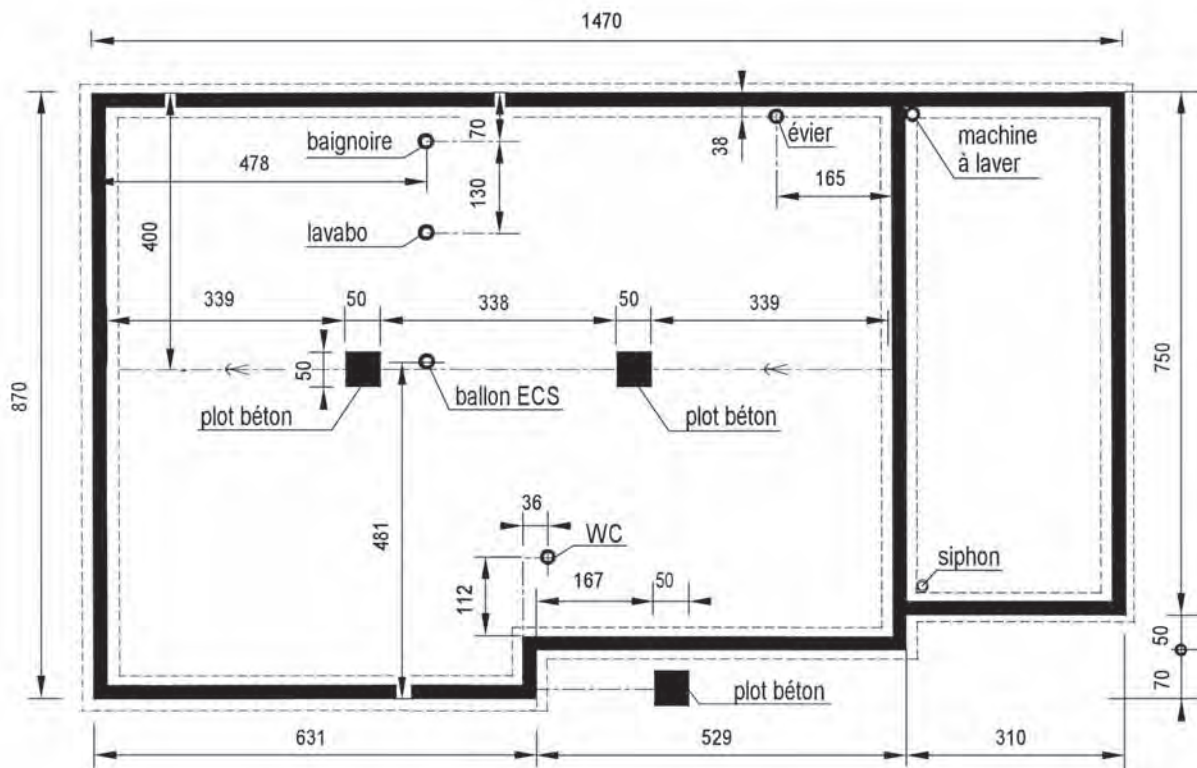 1470
baignoire
70
évier
machine
à laver
38
478
165
130
400
lavabo
339
50
338
50
339
50
870
750
plot béton
ballon ECS
plot béton
36
WC
481
112
167
50
siphon
50
70
plot béton
631
529
310